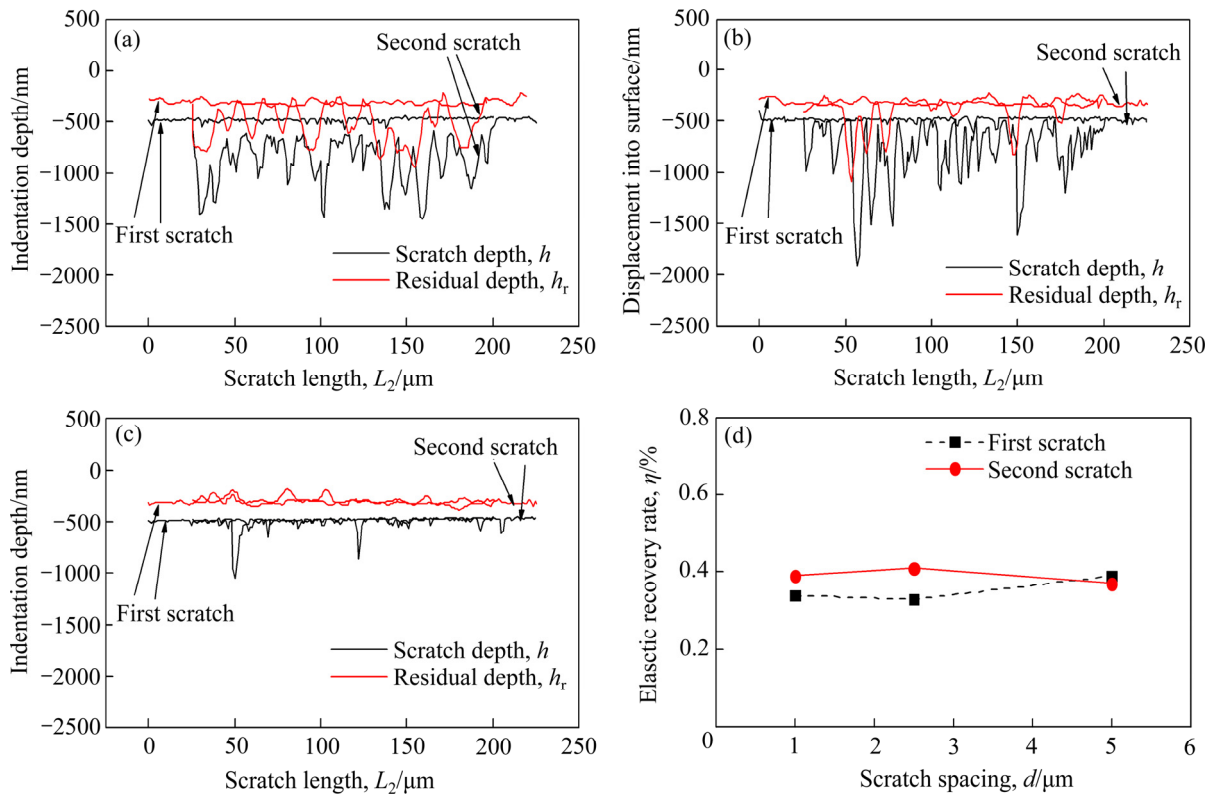 (a)
Second scratch
First scratch
Scratch depth, h
Residual depth, hr
500
0
−500
−1000
−1500
−2000
−2500
Indentation depth/nm
0 50 100 150 200 250
Scratch length, L2/μm
(b)
Second scratch
First scratch
Scratch depth, h
Residual depth, hr
500
0
−500
−1000
−1500
−2000
−2500
Displacement into surface/nm
0 50 100 150 200 250
Scratch length, L2/μm
(c)
Second scratch
First scratch
Scratch depth, h
Residual depth, hr
500
0
−500
−1000
−1500
−2000
−2500
Indentation depth/nm
0 50 100 150 200 250
Scratch length, L2/μm
(d)
First scratch
Second scratch
0.8
0.6
0.4
0.2
Elasctic recovery rate, η/%
0 1 2 3 4 5 6
Scratch spacing, d/μm